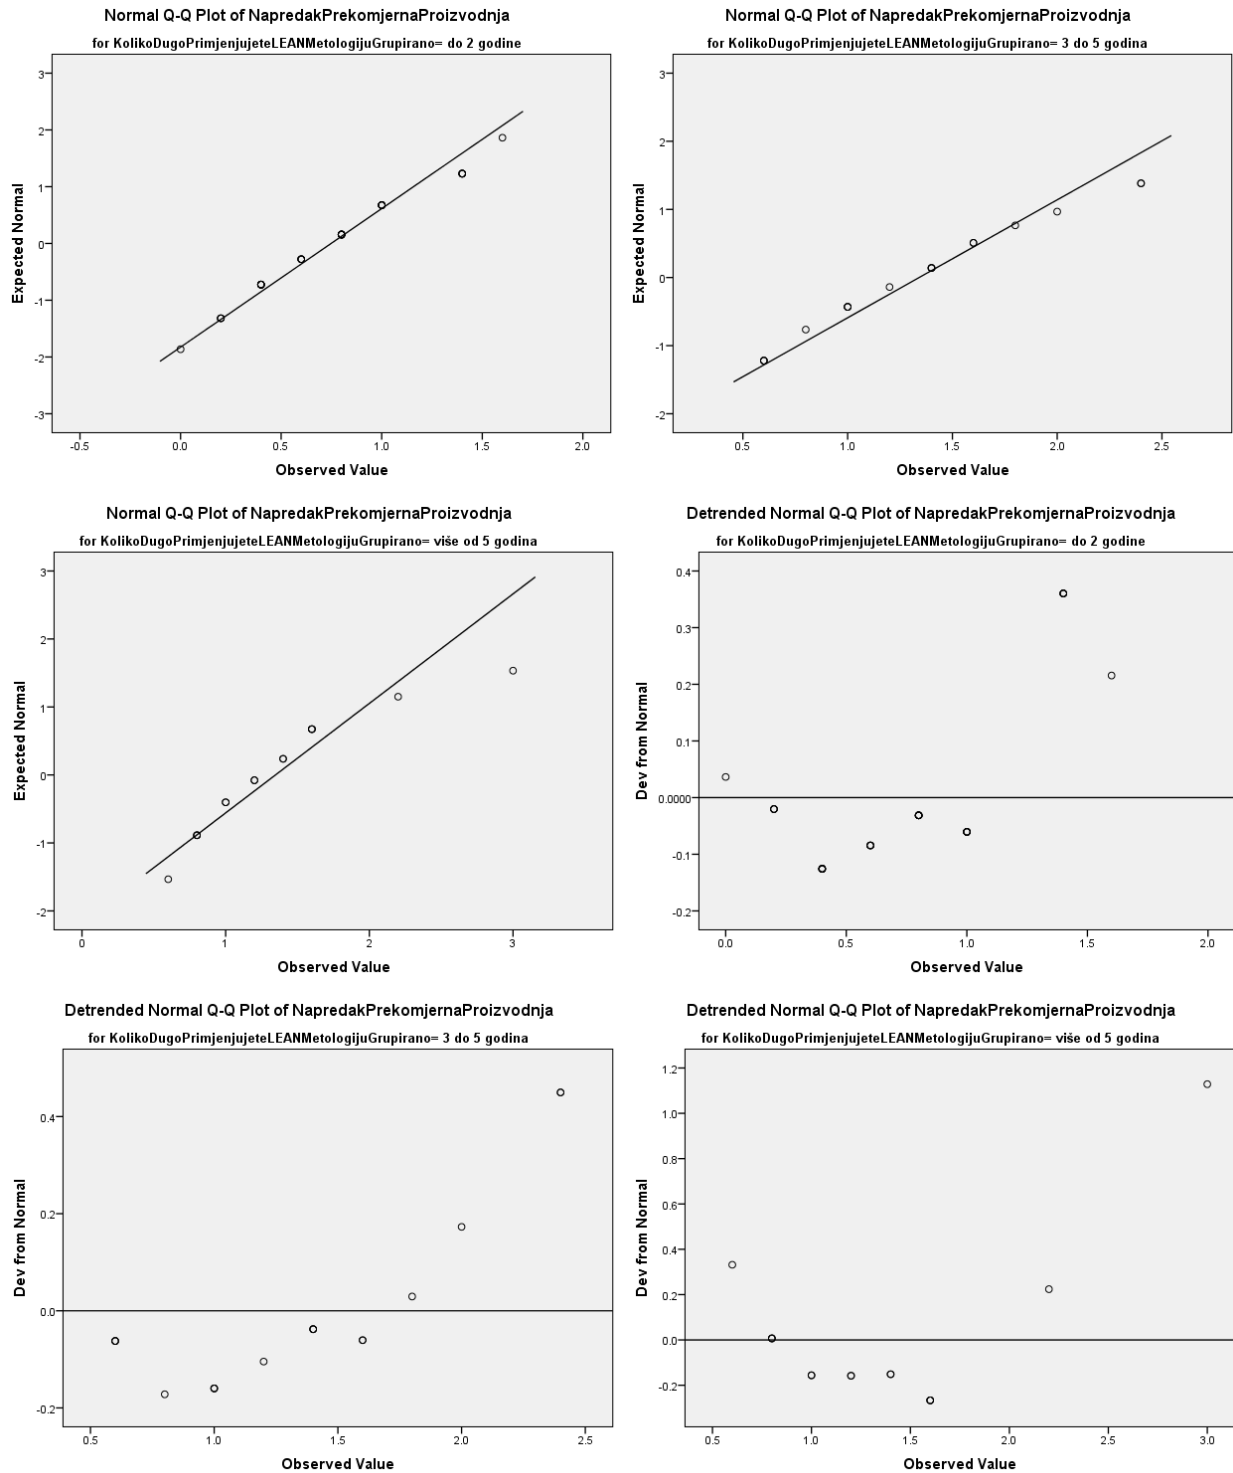 Normal Q-Q Plot of NapredakPrekomjernaProizvodnja
for KolikoDugoPrimjenjujeteLEANMetologijuGrupirano= do 2 godine
3
2
1
0
-1
-2
-3
Expected Normal
-0.5
0.0
0.5
1.0
1.5
2.0
Observed Value
Normal Q-Q Plot of NapredakPrekomjernaProizvodnja
for KolikoDugoPrimjenjujeteLEANMetologijuGrupirano= 3 do 5 godina
3
2
1
0
-1
-2
Expected Normal
0.5
1.0
1.5
2.0
2.5
Observed Value
Normal Q-Q Plot of NapredakPrekomjernaProizvodnja
for KolikoDugoPrimjenjujeteLEANMetologijuGrupirano= više od 5 godina
3
2
1
0
-1
-2
Expected Normal
0
1
2
3
Observed Value
Detrended Normal Q-Q Plot of NapredakPrekomjernaProizvodnja
for KolikoDugoPrimjenjujeteLEANMetologijuGrupirano= do 2 godine
0.4
0.3
0.2
0.1
0.0000
-0.1
-0.2
Dev from Normal
0.0
0.5
1.0
1.5
2.0
Observed Value
Detrended Normal Q-Q Plot of NapredakPrekomjernaProizvodnja
for KolikoDugoPrimjenjujeteLEANMetologijuGrupirano= 3 do 5 godina
0.4
0.2
0.0
-0.2
Dev from Normal
0.5
1.0
1.5
2.0
2.5
Observed Value
Detrended Normal Q-Q Plot of NapredakPrekomjernaProizvodnja
for KolikoDugoPrimjenjujeteLEANMetologijuGrupirano= više od 5 godina
1.2
1.0
0.8
0.6
0.4
0.2
0.0
-0.2
Dev from Normal
0.5
1.0
1.5
2.0
2.5
3.0
Observed Value